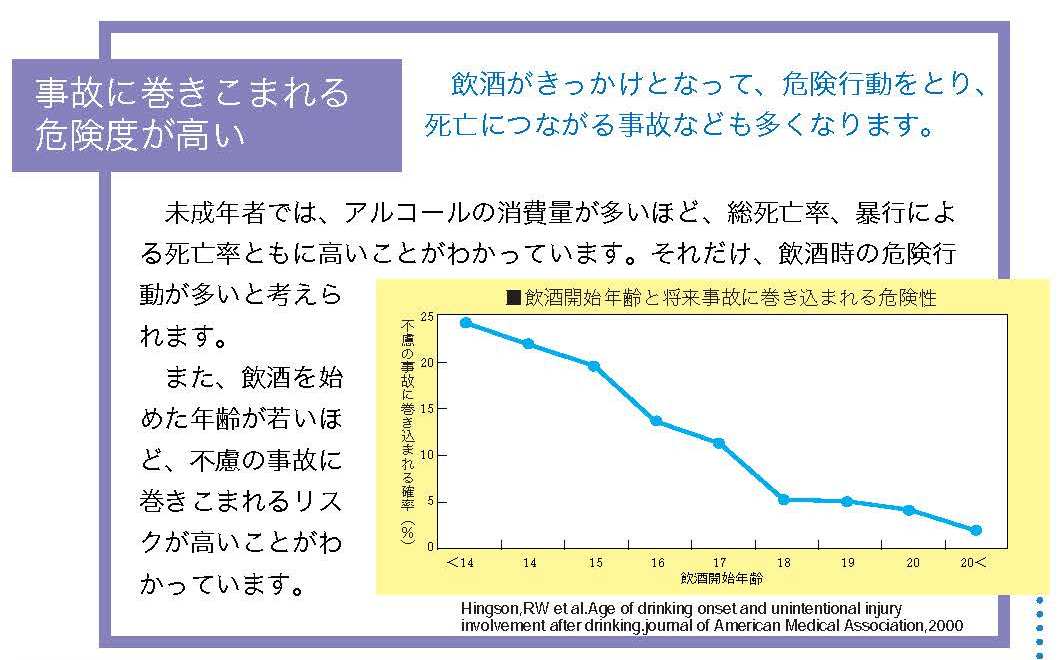 事故に巻きこまれる
危険度が高い
飲酒がきっかけとなって、危険行動をとり、
死亡につながる事故なども多くなります。
未成年者では、アルコールの消費量が多いほど、総死亡率、暴行によ
る死亡率ともに高いことがわかっています。それだけ、飲酒時の危険行
動が多いと考えら
れます。
また、飲酒を始
めた年齢が若いほ
ど、不慮の事故に
巻きこまれるリス
クが高いことがわ
かっています。
■飲酒開始年齢と将来事故に巻き込まれる危険性
不慮の事故に巻き込まれる確率(%)
25
20
15
10
5
0
<14 14 15 16 17 18 19 20 20<
飲酒開始年齢
Hingson,RW et al.Age of drinking onset and unintentional injury
involvement after drinking,journal of American Medical Association,2000